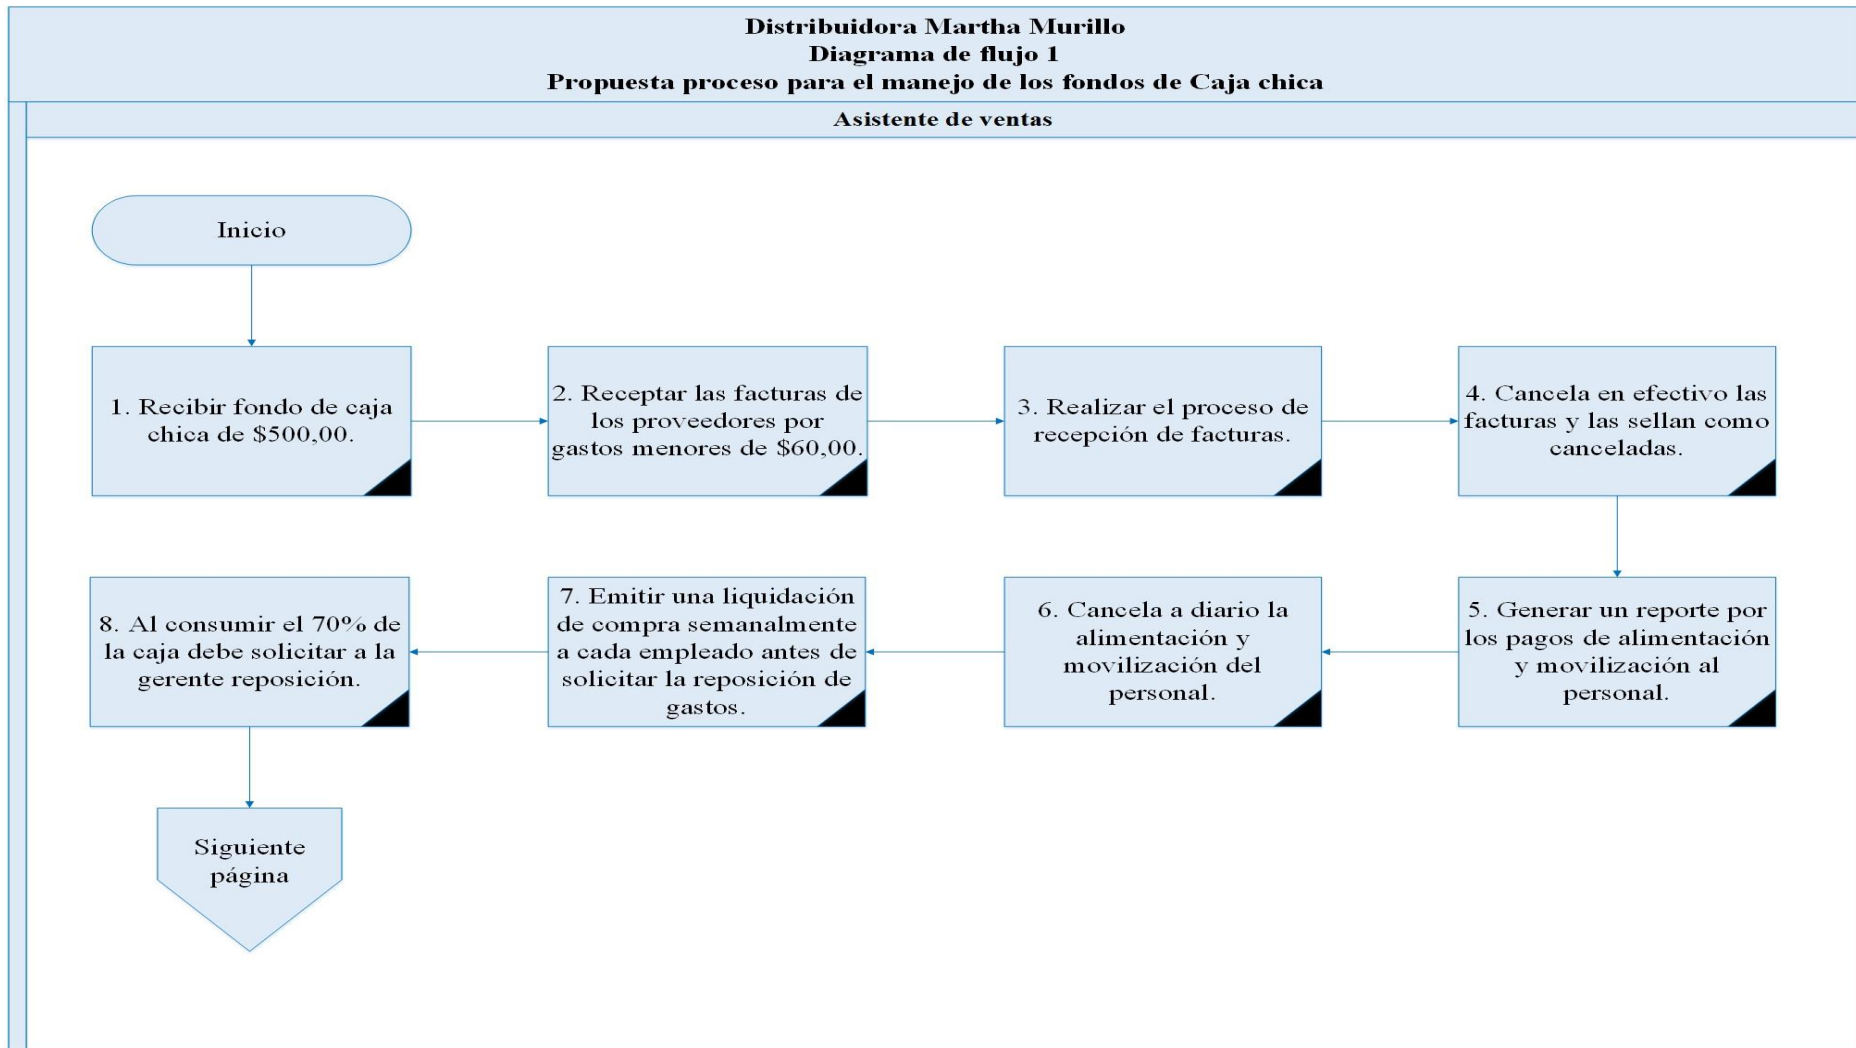 Distribuidora Martha Murillo
Diagrama de flujo 1
Propuesta proceso para el manejo de los fondos de Caja chica
Asistente de ventas
Inicio
1. Recibir fondo de caja
chica de $500,00.
2. Receptar las facturas de
los proveedores por
gastos menores de $60,00.
3. Realizar el proceso de
recepción de facturas.
4. Cancela en efectivo las
facturas y las sellan como
canceladas.
5. Generar un reporte por
los pagos de alimentación
y movilización al
personal.
6. Cancela a diario la
alimentación y
movilización del
personal.
7. Emitir una liquidación
de compra semanalmente
a cada empleado antes de
solicitar la reposición de
gastos.
8. Al consumir el 70% de
la caja debe solicitar a la
gerente reposición.
Siguiente
página